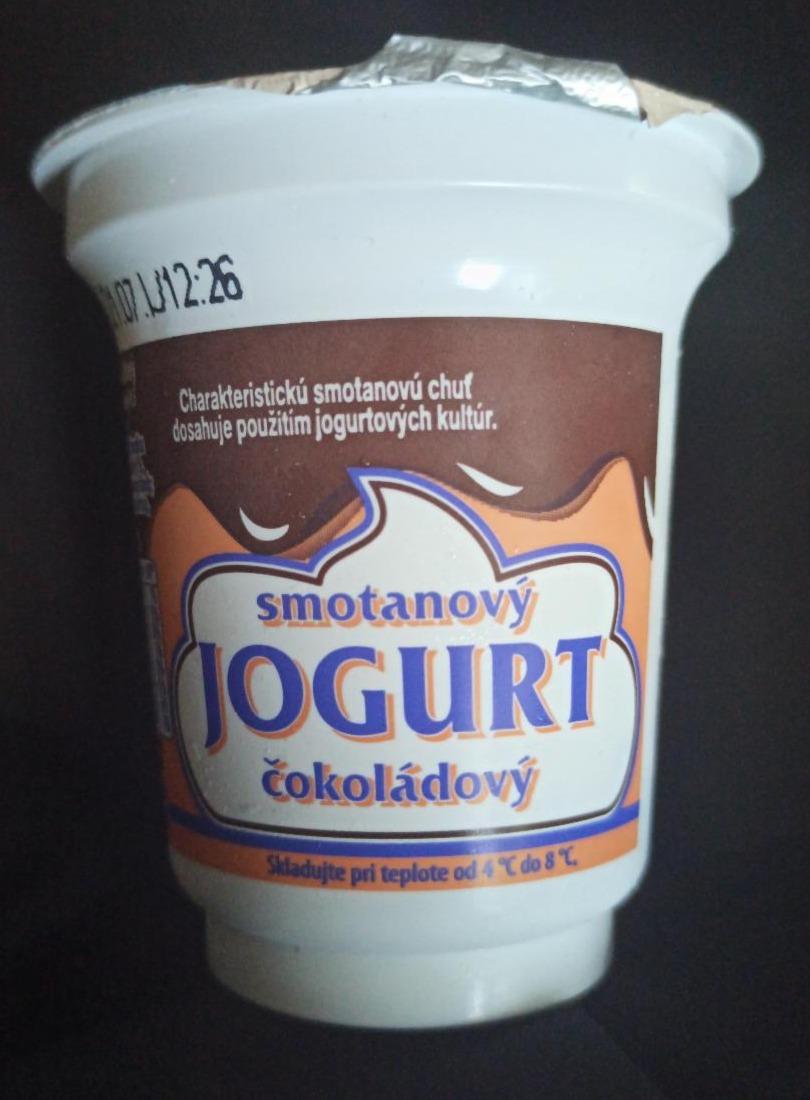 07 12:26
Charakteristickú smotanovú chuť
dosahuje použitím jogurtových kultúr.
smotanový
JOGURT
čokoládový
Skladujte pri teplote od 4 °C do 8 °C.